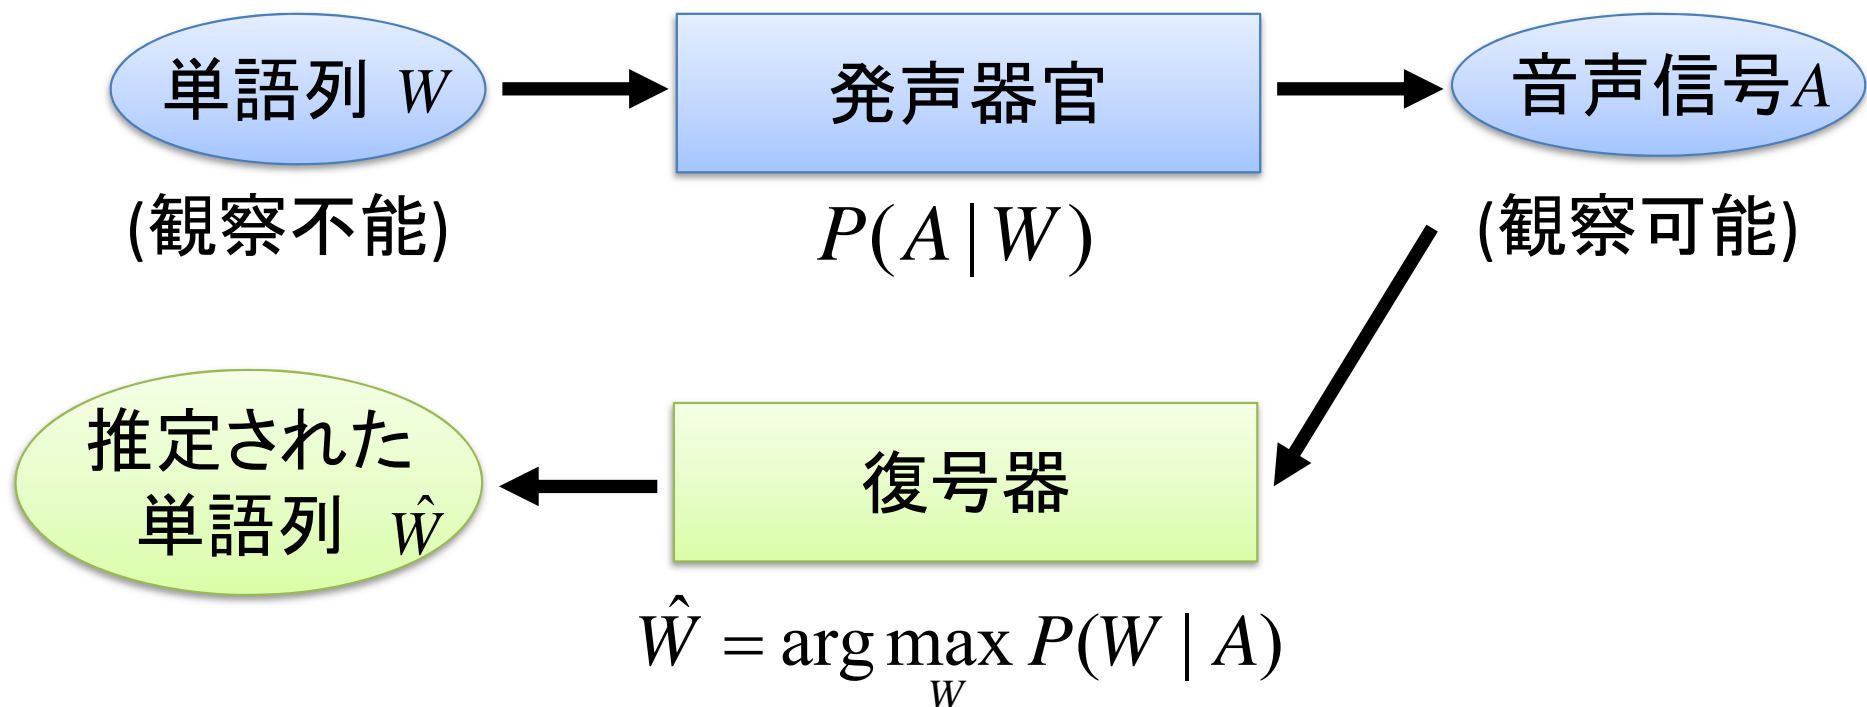 単語列 W
発声器官
音声信号A
(観察不能)
P(A|W)
(観察可能)
推定された
単語列 Ŵ
復号器
Ŵ = arg max P(W | A)
W